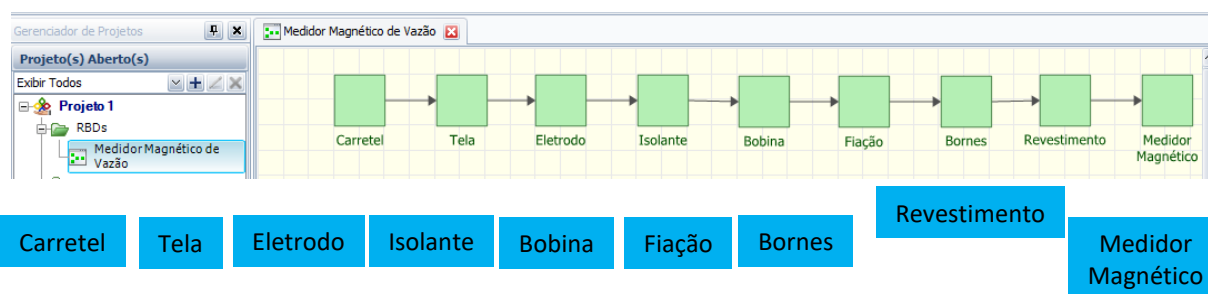 Gerenciador de Projetos
Medidor Magnético de Vazão
Projeto(s) Aberto(s)
Exibir Todos
Projeto 1
RBDs
Medidor Magnético de
Vazão
Carretel
Tela
Eletrodo
Isolante
Bobina
Fiação
Bornes
Revestimento
Medidor
Magnético
Carretel
Tela
Eletrodo
Isolante
Bobina
Fiação
Bornes
Revestimento
Medidor
Magnético